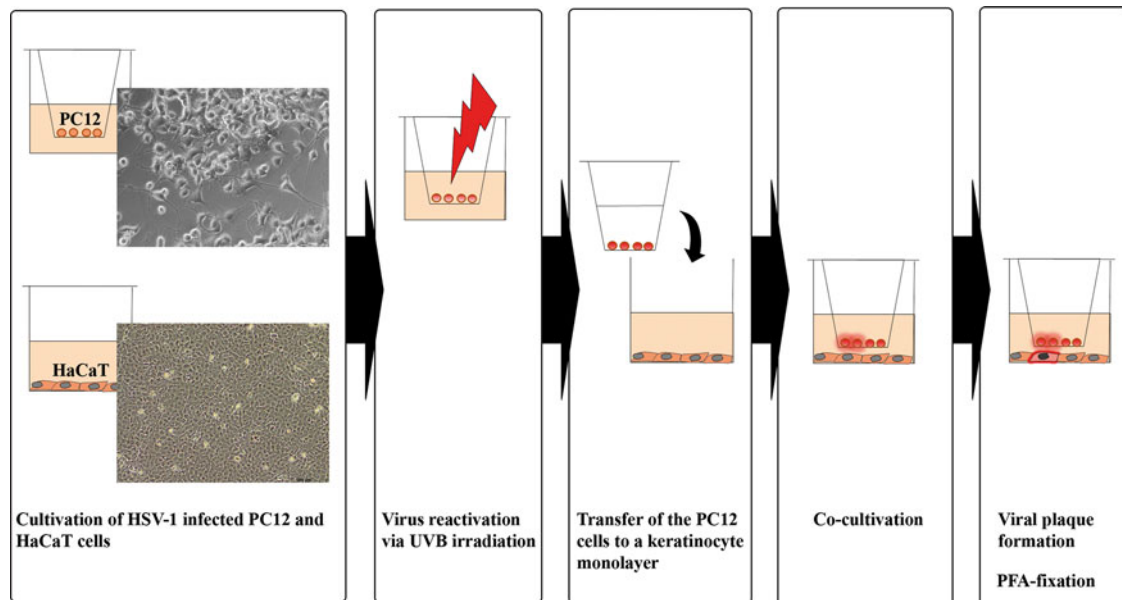 PC12
HaCaT
Cultivation of HSV-1 infected PC12 and
HaCaT cells
Virus reactivation
via UVB irradiation
Transfer of the PC12
cells to a keratinocyte
monolayer
Co-cultivation
Viral plaque
formation
PFA-fixation